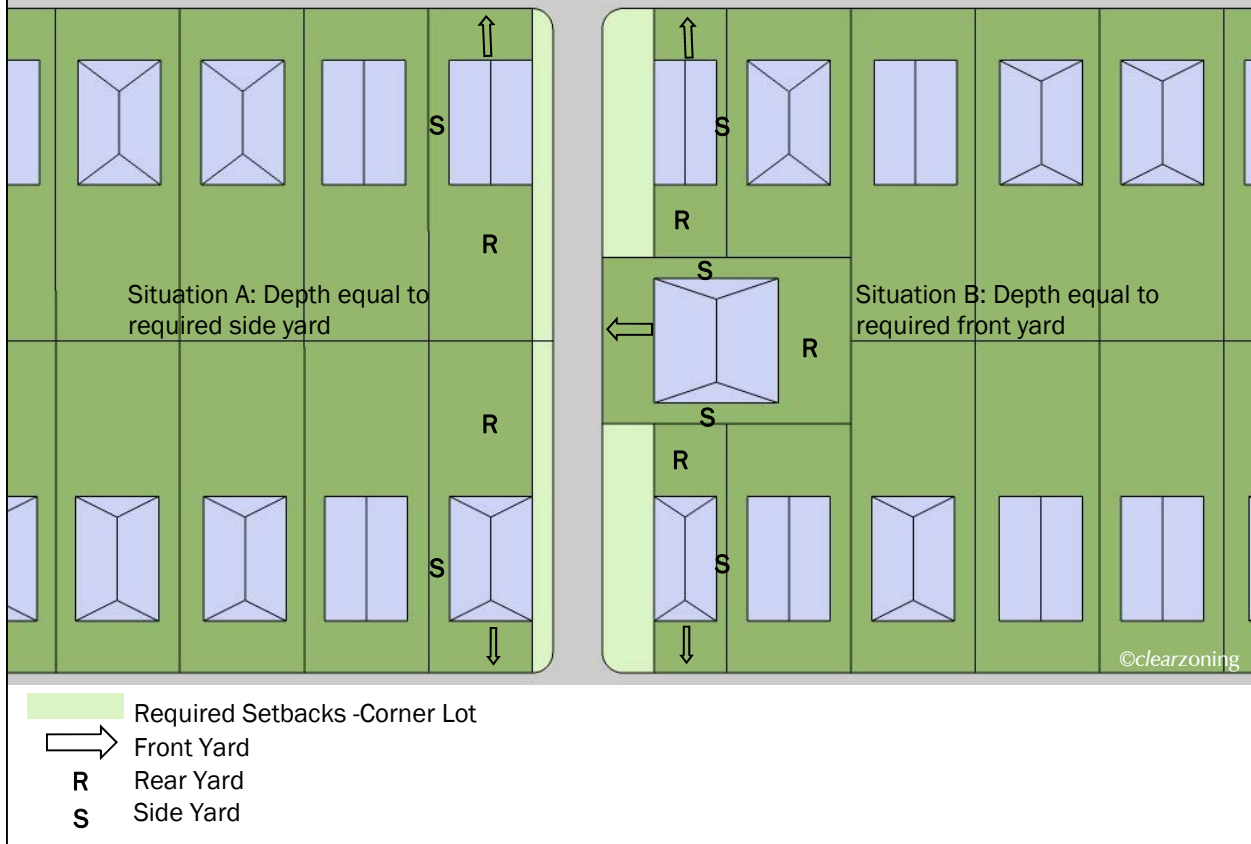 S
S
R
R
S
Situation A: Depth equal to
required side yard
Situation B: Depth equal to
required front yard
R
R
S
R
S
S
©clearzoning
Required Setbacks -Corner Lot
Front Yard
R Rear Yard
S Side Yard